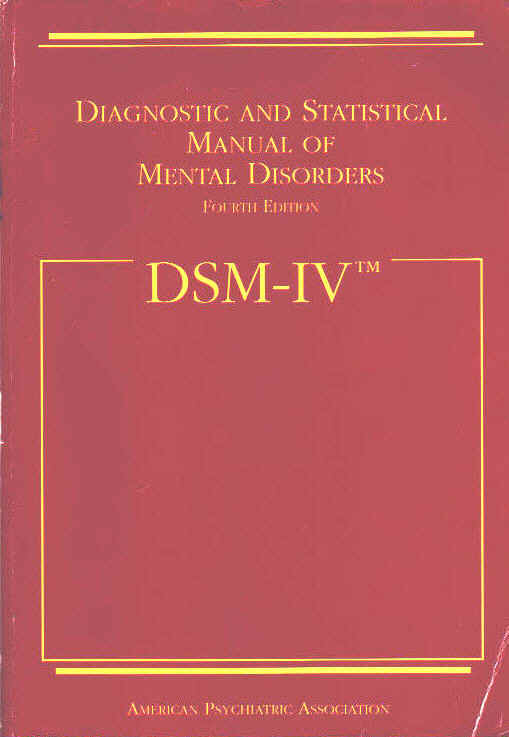 DIAGNOSTIC AND STATISTICAL
MANUAL OF
MENTAL DISORDERS
FOURTH EDITION
DSM-IV™
AMERICAN PSYCHIATRIC ASSOCIATION